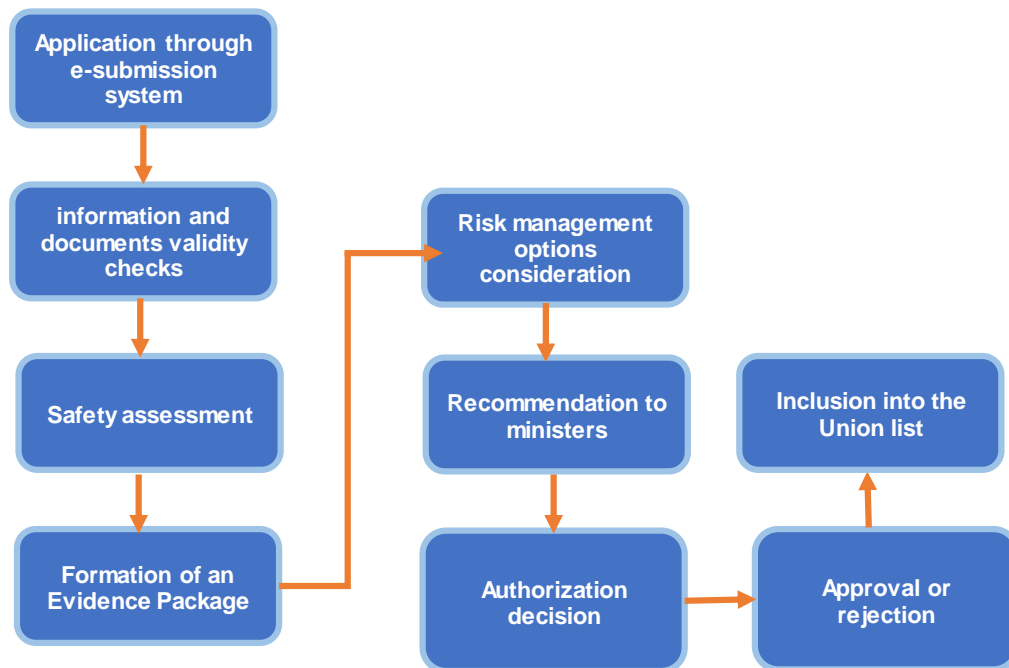 Application through
e-submission
system
information and
documents validity
checks
Safety assessment
Formation of an
Evidence Package
Risk management
options
consideration
Recommendation to
ministers
Authorization
decision
Approval or
rejection
Inclusion into the
Union list